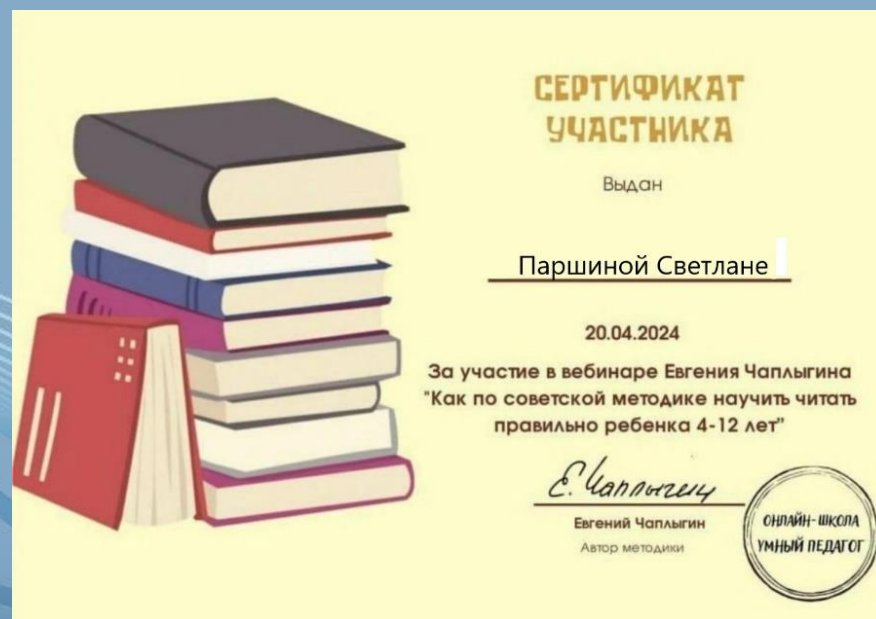 СЕРТИФИКАТ
УЧАСТНИКА
Выдан
Паршиной Светлане
20.04.2024
За участие в вебинаре Евгения Чаплыгина
"Как по советской методике научить читать
правильно ребенка 4-12 лет"
Е. Чаплыгин
Евгений Чаплыгин
Автор методики
ОНЛАЙН-ШКОЛА
УМНЫЙ ПЕДАГОГ